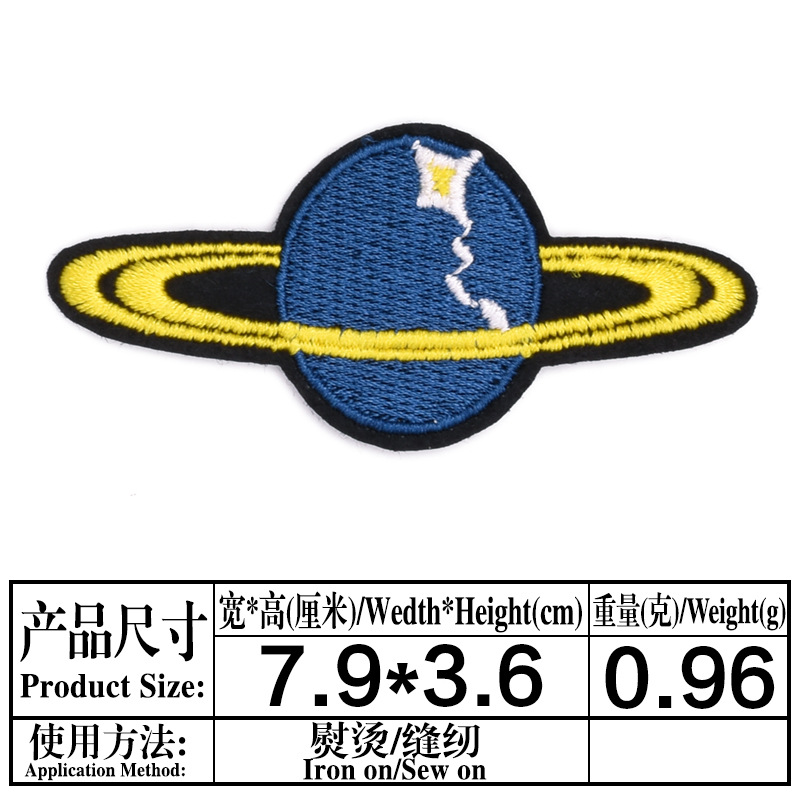 产品尺寸
Product Size:
宽*高(厘米)/Wedth*Height(cm)
7.9*3.6
重量(克)/Weight(g)
0.96
使用方法:
Application Method:
熨烫/缝纫
Iron on/Sew on